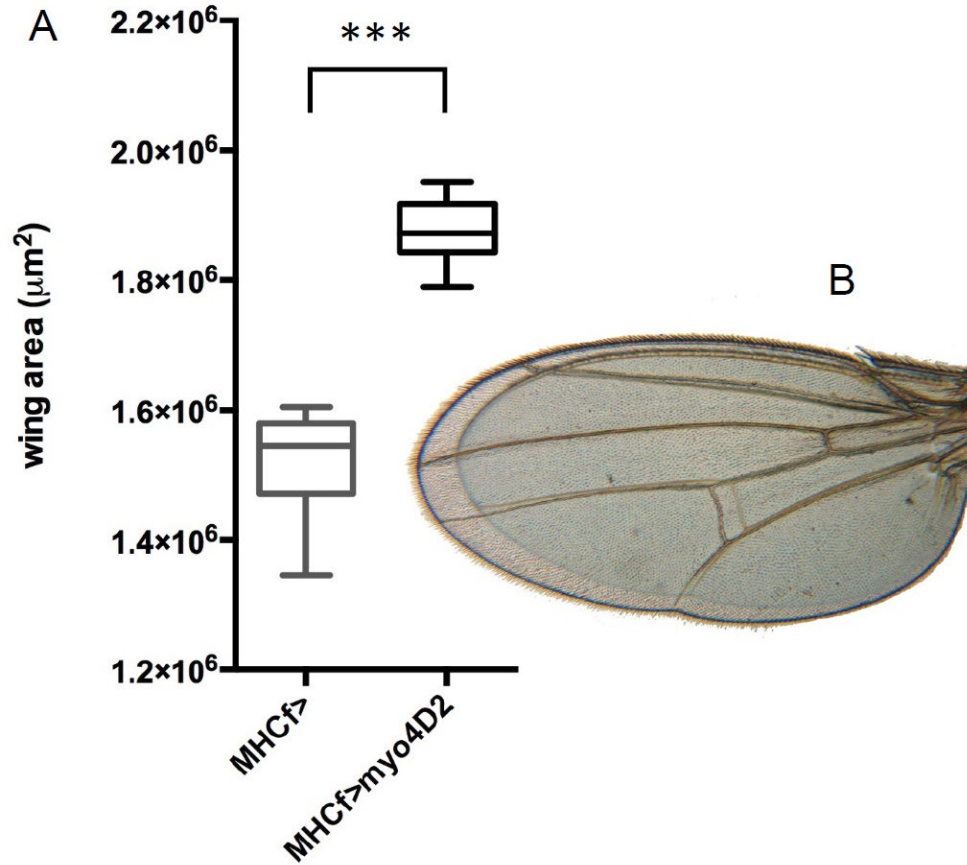 A
***
2.2×10⁶
2.0×10⁶
1.8×10⁶
1.6×10⁶
1.4×10⁶
1.2×10⁶
wing area (μm²)
MHCf>
MHCf>myo4D2
B